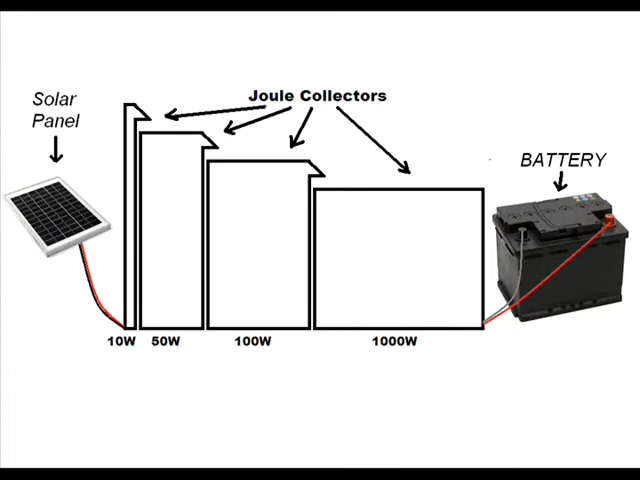 Joule Collectors
Solar
Panel
BATTERY
10W
50W
100W
1000W